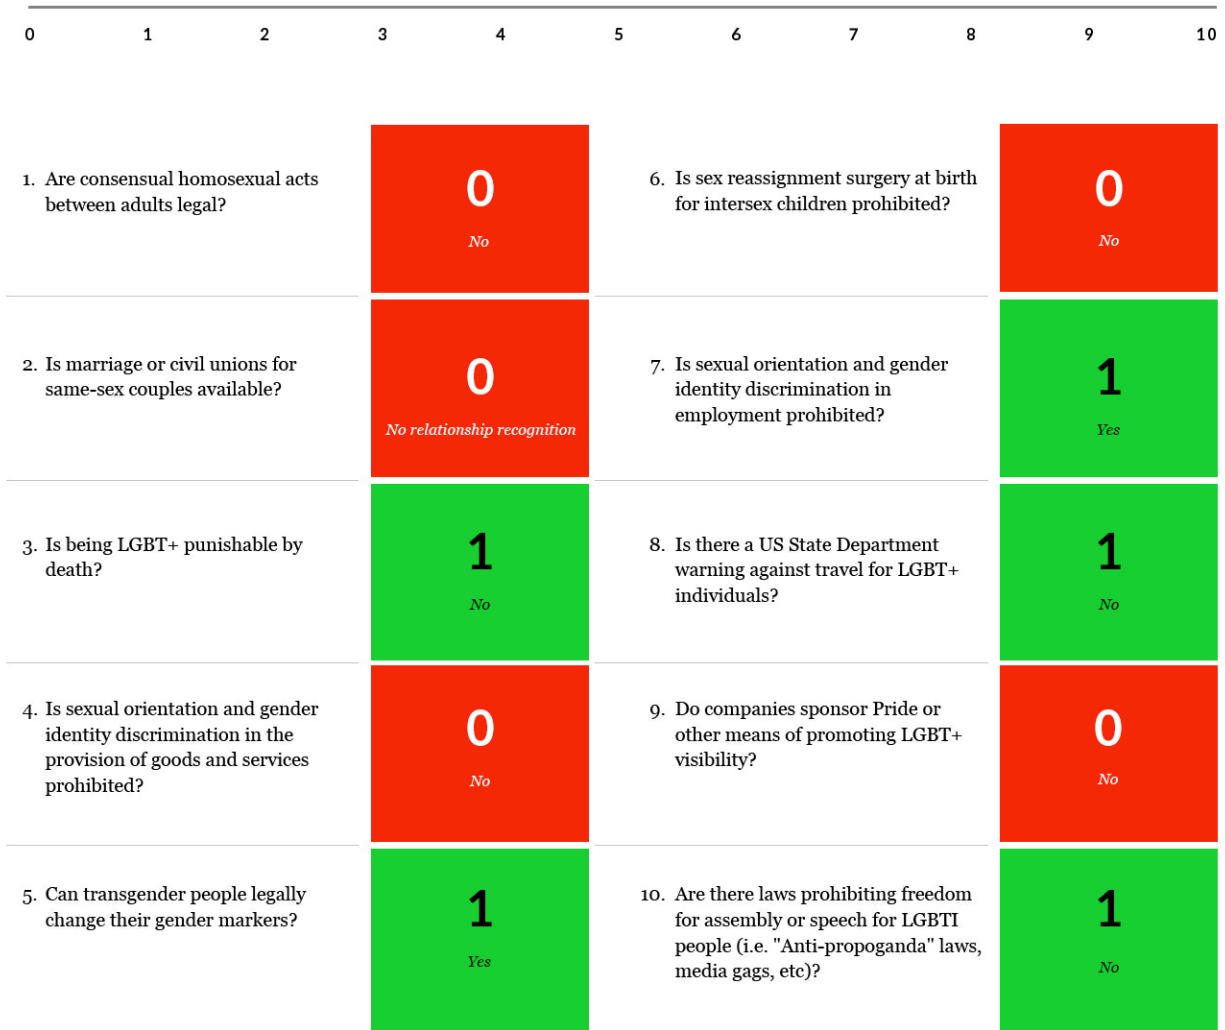 0 1 2 3 4 5 6 7 8 9 10
1. Are consensual homosexual acts
between adults legal?
0
No
6. Is sex reassignment surgery at birth
for intersex children prohibited?
0
No
2. Is marriage or civil unions for
same-sex couples available?
0
No relationship recognition
7. Is sexual orientation and gender
identity discrimination in
employment prohibited?
1
Yes
3. Is being LGBT+ punishable by
death?
1
No
8. Is there a US State Department
warning against travel for LGBT+
individuals?
1
No
4. Is sexual orientation and gender
identity discrimination in the
provision of goods and services
prohibited?
0
No
9. Do companies sponsor Pride or
other means of promoting LGBT+
visibility?
0
No
5. Can transgender people legally
change their gender markers?
1
Yes
10. Are there laws prohibiting freedom
for assembly or speech for LGBTI
people (i.e. "Anti-propoganda" laws,
media gags, etc)?
1
No